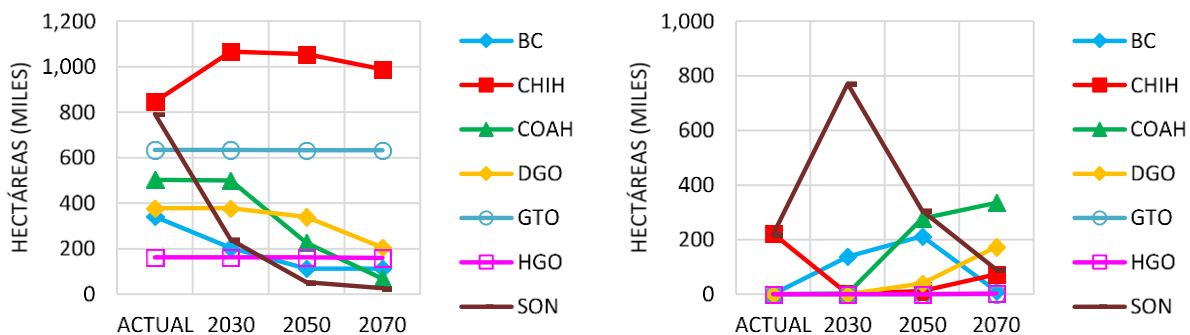 HECTÁREAS (MILES)
1,200
1,000
800
600
400
200
0
ACTUAL 2030 2050 2070
BC
CHIH
COAH
DGO
GTO
HGO
SON
HECTÁREAS (MILES)
1,000
800
600
400
200
0
ACTUAL 2030 2050 2070
BC
CHIH
COAH
DGO
GTO
HGO
SON